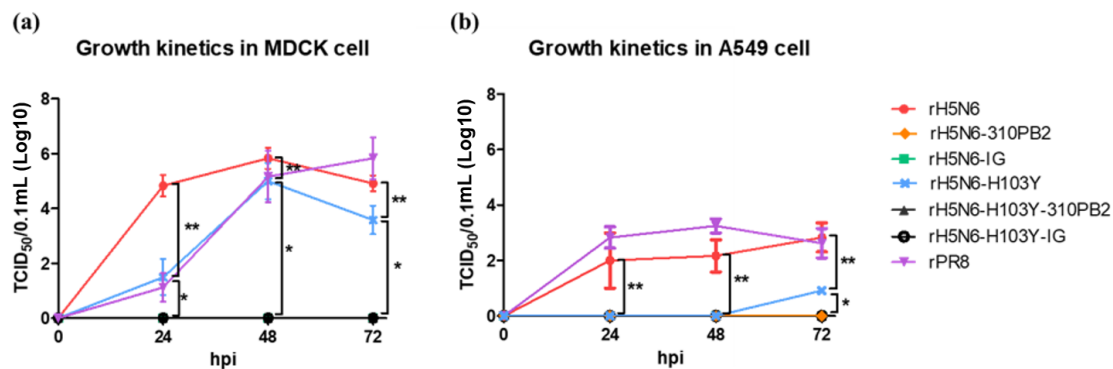 (a)
Growth kinetics in MDCK cell
TCID50/0.1mL (Log10)
8
6
4
2
0
**
*
**
*
**
*
0 24 48 72
hpi
(b)
Growth kinetics in A549 cell
TCID50/0.1mL (Log10)
8
6
4
2
0
**
**
**
*
0 24 48 72
hpi
rH5N6
rH5N6-310PB2
rH5N6-IG
rH5N6-H103Y
rH5N6-H103Y-310PB2
rH5N6-H103Y-IG
rPR8